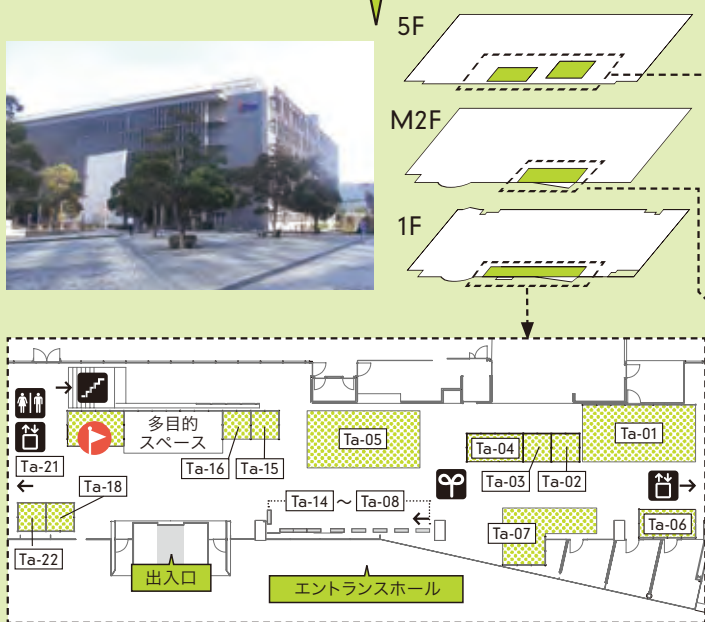 5F
M2F
1F
多目的
スペース
Ta-05
Ta-01
Ta-04
Ta-16
Ta-15
Ta-03
Ta-02
Ta-21
Ta-18
Ta-14～Ta-08
Ta-07
Ta-06
Ta-22
出入口
エントランスホール